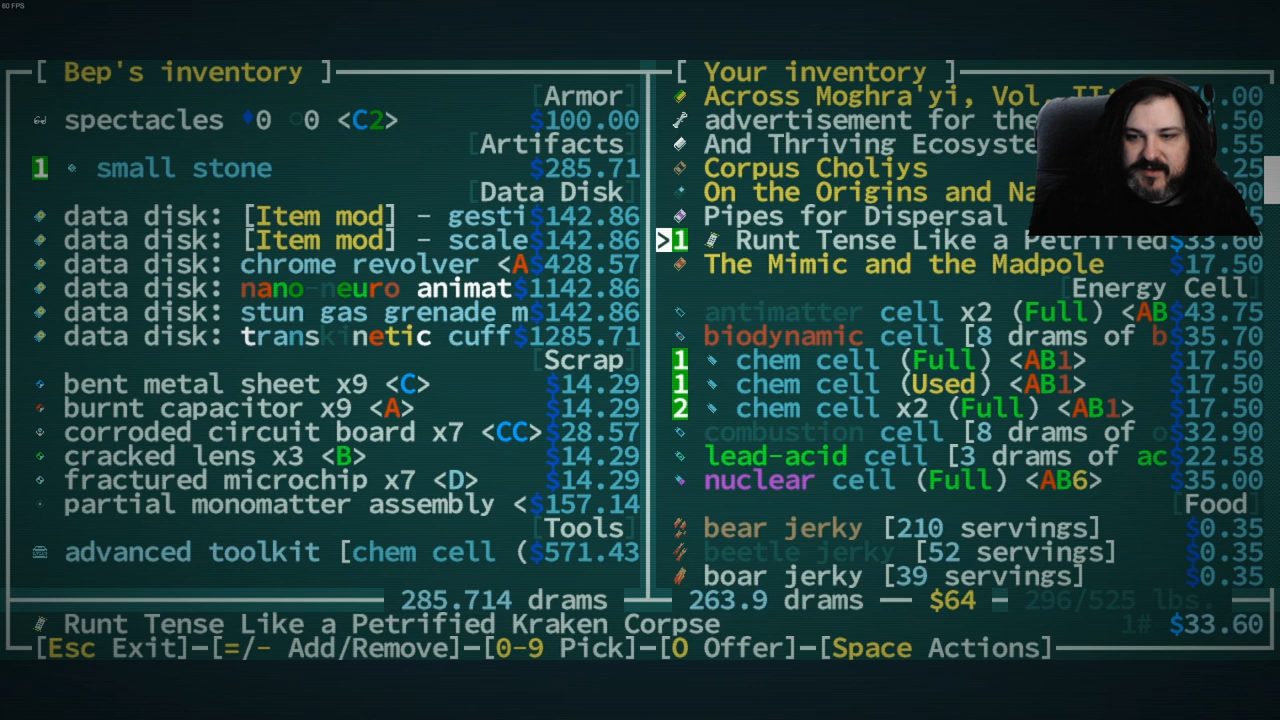 60 FPS
[ Bep's inventory ]
[Armor]
spectacles ♦0 ○0 <C2> $100.00
[Artifacts]
1 small stone $285.71
[Data Disk]
data disk: [Item mod] - gesti $142.86
data disk: [Item mod] - scale $142.86
data disk: chrome revolver <A $428.57
data disk: nano-neuro animat $1142.86
data disk: stun gas grenade m $142.86
data disk: transkinetic cuff $1285.71
[Scrap]
bent metal sheet x9 <C> $14.29
burnt capacitor x9 <A> $14.29
corroded circuit board x7 <CC> $28.57
cracked lens x3 <B> $14.29
fractured microchip x7 <D> $14.29
partial monomatter assembly < $157.14
[Tools]
advanced toolkit [chem cell ( $571.43
285.714 drams
[ Your inventory ]
Across Moghra'yi, Vol. II: .00
advertisement for the .50
And Thriving Ecosyste .55
Corpus Choliys .25
On the Origins and Na 00
Pipes for Dispersal
>1 Runt Tense Like a Petrified $33.60
The Mimic and the Madpole $17.50
[Energy Cell]
antimatter cell x2 (Full) <AB $43.75
biodynamic cell [8 drams of b $35.70
1 chem cell (Full) <AB1> $17.50
1 chem cell (Used) <AB1> $17.50
2 chem cell x2 (Full) <AB1> $17.50
combustion cell [8 drams of o $32.90
lead-acid cell [3 drams of ac $22.58
nuclear cell (Full) <AB6> $35.00
[Food]
bear jerky [210 servings] $0.35
beetle jerky [52 servings] $0.35
boar jerky [39 servings] $0.35
263.9 drams — $64 — 296/525 lbs.
Runt Tense Like a Petrified Kraken Corpse 1# $33.60
[Esc Exit]—[=/- Add/Remove]—[0-9 Pick]—[O Offer]—[Space Actions]